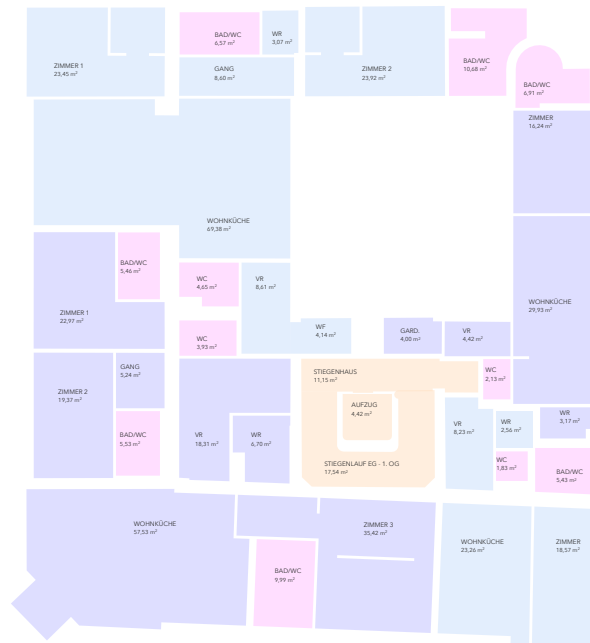 ZIMMER 1
23,45 m²
BAD/WC
6,57 m²
WR
3,07 m²
GANG
8,60 m²
ZIMMER 2
23,92 m²
BAD/WC
10,68 m²
BAD/WC
6,91 m²
ZIMMER
16,24 m²
WOHNKÜCHE
69,38 m²
BAD/WC
5,46 m²
WC
4,65 m²
VR
8,61 m²
WOHNKÜCHE
29,93 m²
ZIMMER 1
22,97 m²
WC
3,93 m²
WF
4,14 m²
GARD.
4,00 m²
VR
4,42 m²
GANG
5,24 m²
STIEGENHAUS
11,15 m²
WC
2,13 m²
ZIMMER 2
19,37 m²
AUFZUG
4,42 m²
WR
3,17 m²
BAD/WC
5,53 m²
VR
18,31 m²
WR
6,70 m²
VR
8,23 m²
WR
2,56 m²
STIEGENLAUF EG - 1. OG
17,54 m²
WC
1,83 m²
BAD/WC
5,43 m²
WOHNKÜCHE
57,53 m²
ZIMMER 3
35,42 m²
WOHNKÜCHE
23,26 m²
ZIMMER
18,57 m²
BAD/WC
9,99 m²